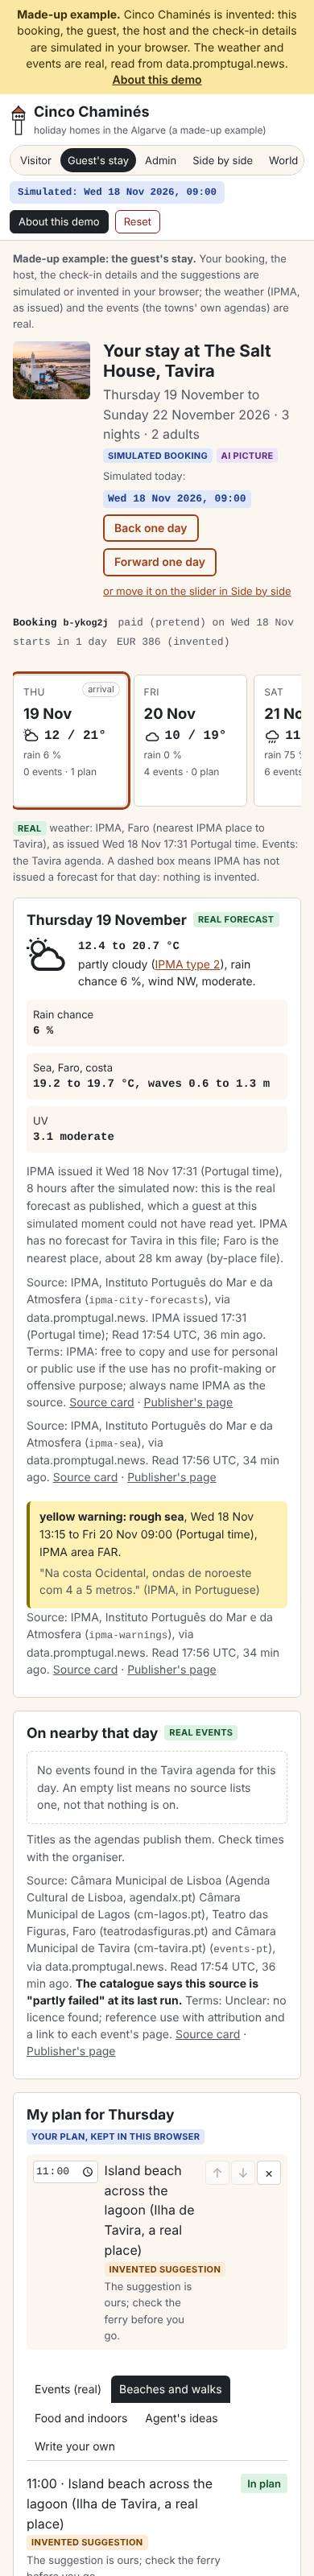 Made-up example. Cinco Chaminés is invented: this
booking, the guest, the host and the check-in details
are simulated in your browser. The weather and
events are real, read from data.promptugal.news.
About this demo
Cinco Chaminés
holiday homes in the Algarve (a made-up example)
Visitor Guest's stay Admin Side by side World
Simulated: Wed 18 Nov 2026, 09:00
About this demo Reset
Made-up example: the guest's stay. Your booking, the
host, the check-in details and the suggestions are
simulated or invented in your browser; the weather (IPMA,
as issued) and the events (the towns' own agendas) are
real.
Your stay at The Salt
House, Tavira
Thursday 19 November to
Sunday 22 November 2026 · 3
nights · 2 adults
SIMULATED BOOKING AI PICTURE
Simulated today:
Wed 18 Nov 2026, 09:00
Back one day
Forward one day
or move it on the slider in Side by side
Booking b-ykog2j paid (pretend) on Wed 18 Nov
starts in 1 day EUR 386 (invented)
THU arrival
19 Nov
12 / 21°
rain 6 %
0 events · 1 plan
FRI
20 Nov
10 / 19°
rain 0 %
4 events · 0 plan
SAT
21 No
11
rain 75 %
6 events
REAL weather: IPMA, Faro (nearest IPMA place to
Tavira), as issued Wed 18 Nov 17:31 Portugal time. Events:
the Tavira agenda. A dashed box means IPMA has not
issued a forecast for that day: nothing is invented.
Thursday 19 November REAL FORECAST
12.4 to 20.7 °C
partly cloudy (IPMA type 2), rain
chance 6 %, wind NW, moderate.
Rain chance
6 %
Sea, Faro, costa
19.2 to 19.7 °C, waves 0.6 to 1.3 m
UV
3.1 moderate
IPMA issued it Wed 18 Nov 17:31 (Portugal time),
8 hours after the simulated now: this is the real
forecast as published, which a guest at this
simulated moment could not have read yet. IPMA
has no forecast for Tavira in this file; Faro is the
nearest place, about 28 km away (by-place file).
Source: IPMA, Instituto Português do Mar e da
Atmosfera (ipma-city-forecasts), via
data.promptugal.news. IPMA issued 17:31
(Portugal time); Read 17:54 UTC, 36 min ago.
Terms: IPMA: free to copy and use for personal
or public use if the use has no profit-making or
offensive purpose; always name IPMA as the
source. Source card · Publisher's page
Source: IPMA, Instituto Português do Mar e da
Atmosfera (ipma-sea), via
data.promptugal.news. Read 17:56 UTC, 34 min
ago. Source card · Publisher's page
yellow warning: rough sea, Wed 18 Nov
13:15 to Fri 20 Nov 09:00 (Portugal time),
IPMA area FAR.
"Na costa Ocidental, ondas de noroeste
com 4 a 5 metros." (IPMA, in Portuguese)
Source: IPMA, Instituto Português do Mar e da
Atmosfera (ipma-warnings), via
data.promptugal.news. Read 17:56 UTC, 34 min
ago. Source card · Publisher's page
On nearby that day REAL EVENTS
No events found in the Tavira agenda for this
day. An empty list means no source lists
one, not that nothing is on.
Titles as the agendas publish them. Check times
with the organiser.
Source: Câmara Municipal de Lisboa (Agenda
Cultural de Lisboa, agendalx.pt) Câmara
Municipal de Lagos (cm-lagos.pt), Teatro das
Figuras, Faro (teatrodasfiguras.pt) and Câmara
Municipal de Tavira (cm-tavira.pt) (events-pt),
via data.promptugal.news. Read 17:54 UTC, 36
min ago. The catalogue says this source is
"partly failed" at its last run. Terms: Unclear: no
licence found; reference use with attribution and
a link to each event's page. Source card ·
Publisher's page
My plan for Thursday
YOUR PLAN, KEPT IN THIS BROWSER
11:00 Island beach ↑ ↓ ×
across the
lagoon (Ilha de
Tavira, a real
place)
INVENTED SUGGESTION
The suggestion is
ours; check the
ferry before you
go.
Events (real) Beaches and walks
Food and indoors Agent's ideas
Write your own
11:00 · Island beach across the In plan
lagoon (Ilha de Tavira, a real
place)
INVENTED SUGGESTION
The suggestion is ours; check the ferry